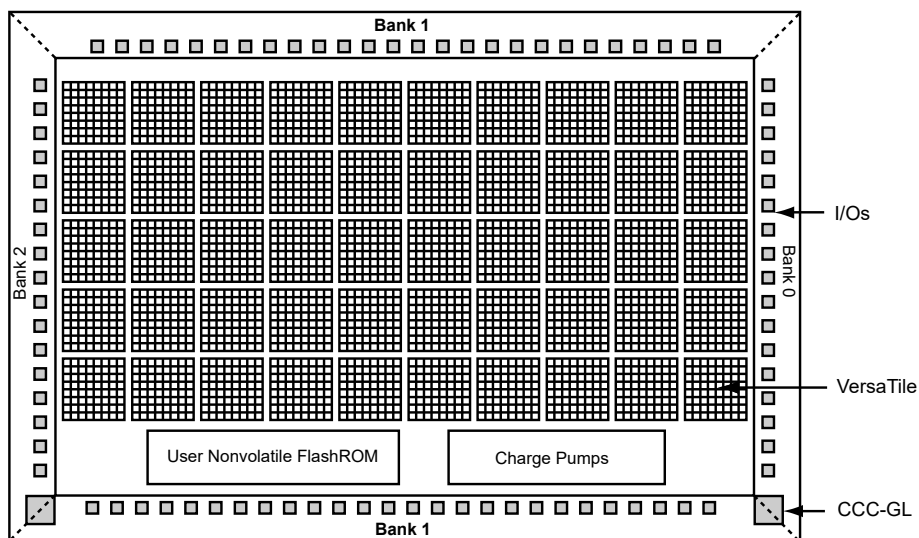 Bank 1
I/Os
Bank 2
Bank 0
VersaTile
User Nonvolatile FlashROM
Charge Pumps
CCC-GL
Bank 1